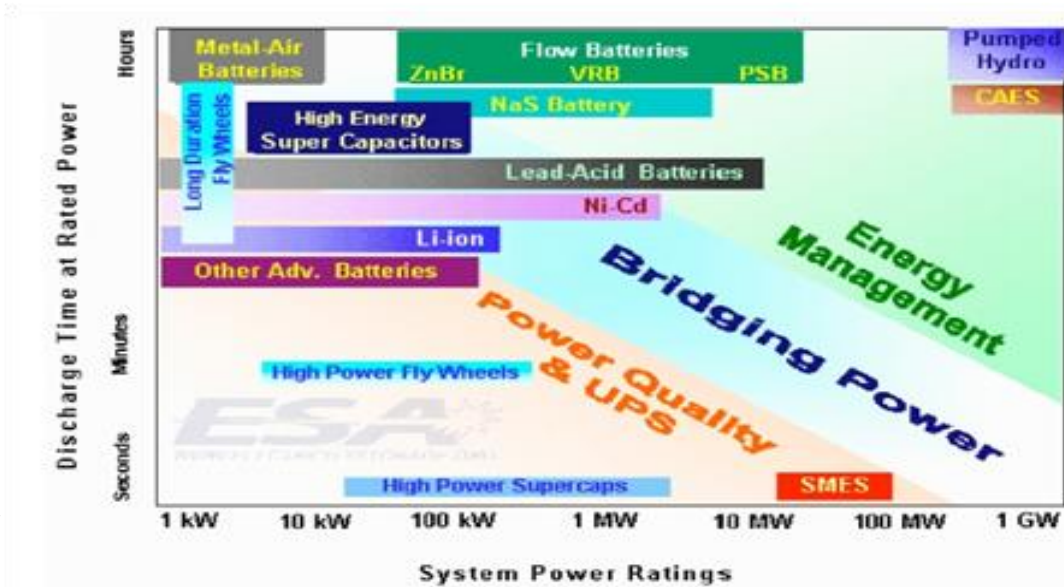 Hours
Minutes
Seconds
Discharge Time at Rated Power
Metal-Air
Batteries
Flow Batteries
ZnBr VRB PSB
Pumped
Hydro
CAES
NaS Battery
High Energy
Super Capacitors
Long Duration
Fly Wheels
Lead-Acid Batteries
Ni-Cd
Li-ion
Other Adv. Batteries
Energy
Management
Bridging Power
Power Quality
& UPS
High Power Fly Wheels
ESA
High Power Supercaps
SMES
1 kW 10 kW 100 kW 1 MW 10 MW 100 MW 1 GW
System Power Ratings